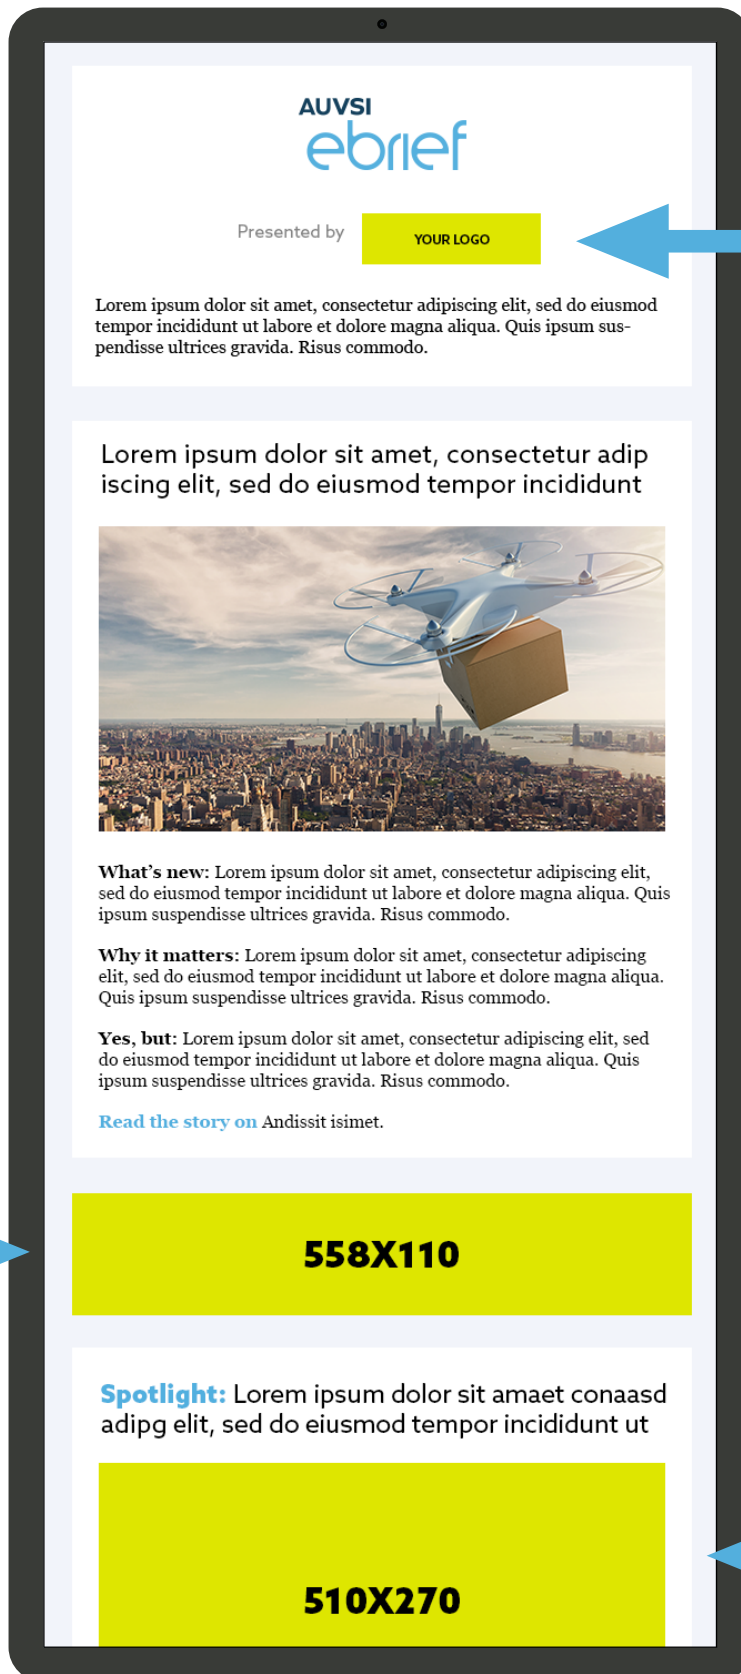 AUVSI
ebrief
Presented by
YOUR LOGO
Lorem ipsum dolor sit amet, consectetur adipiscing elit, sed do eiusmod
tempor incididunt ut labore et dolore magna aliqua. Quis ipsum sus-
pendisse ultrices gravida. Risus commodo.
Lorem ipsum dolor sit amet, consectetur adip
iscing elit, sed do eiusmod tempor incididunt
What's new: Lorem ipsum dolor sit amet, consectetur adipiscing elit,
sed do eiusmod tempor incididunt ut labore et dolore magna aliqua. Quis
ipsum suspendisse ultrices gravida. Risus commodo.
Why it matters: Lorem ipsum dolor sit amet, consectetur adipiscing
elit, sed do eiusmod tempor incididunt ut labore et dolore magna aliqua.
Quis ipsum suspendisse ultrices gravida. Risus commodo.
Yes, but: Lorem ipsum dolor sit amet, consectetur adipiscing elit, sed
do eiusmod tempor incididunt ut labore et dolore magna aliqua. Quis
ipsum suspendisse ultrices gravida. Risus commodo.
Read the story on Andissit isimet.
558X110
Spotlight: Lorem ipsum dolor sit amaet conaasd
adipg elit, sed do eiusmod tempor incididunt ut
510X270